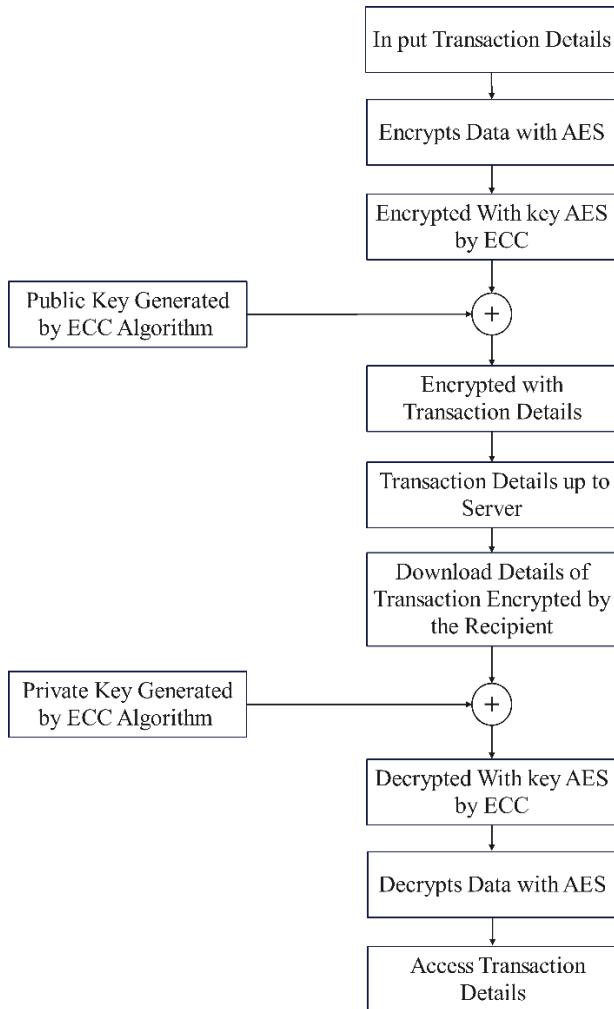 In put Transaction Details
Encrypts Data with AES
Encrypted With key AES
by ECC
Public Key Generated
by ECC Algorithm
+
Encrypted with
Transaction Details
Transaction Details up to
Server
Download Details of
Transaction Encrypted by
the Recipient
Private Key Generated
by ECC Algorithm
+
Decrypted With key AES
by ECC
Decrypts Data with AES
Access Transaction
Details